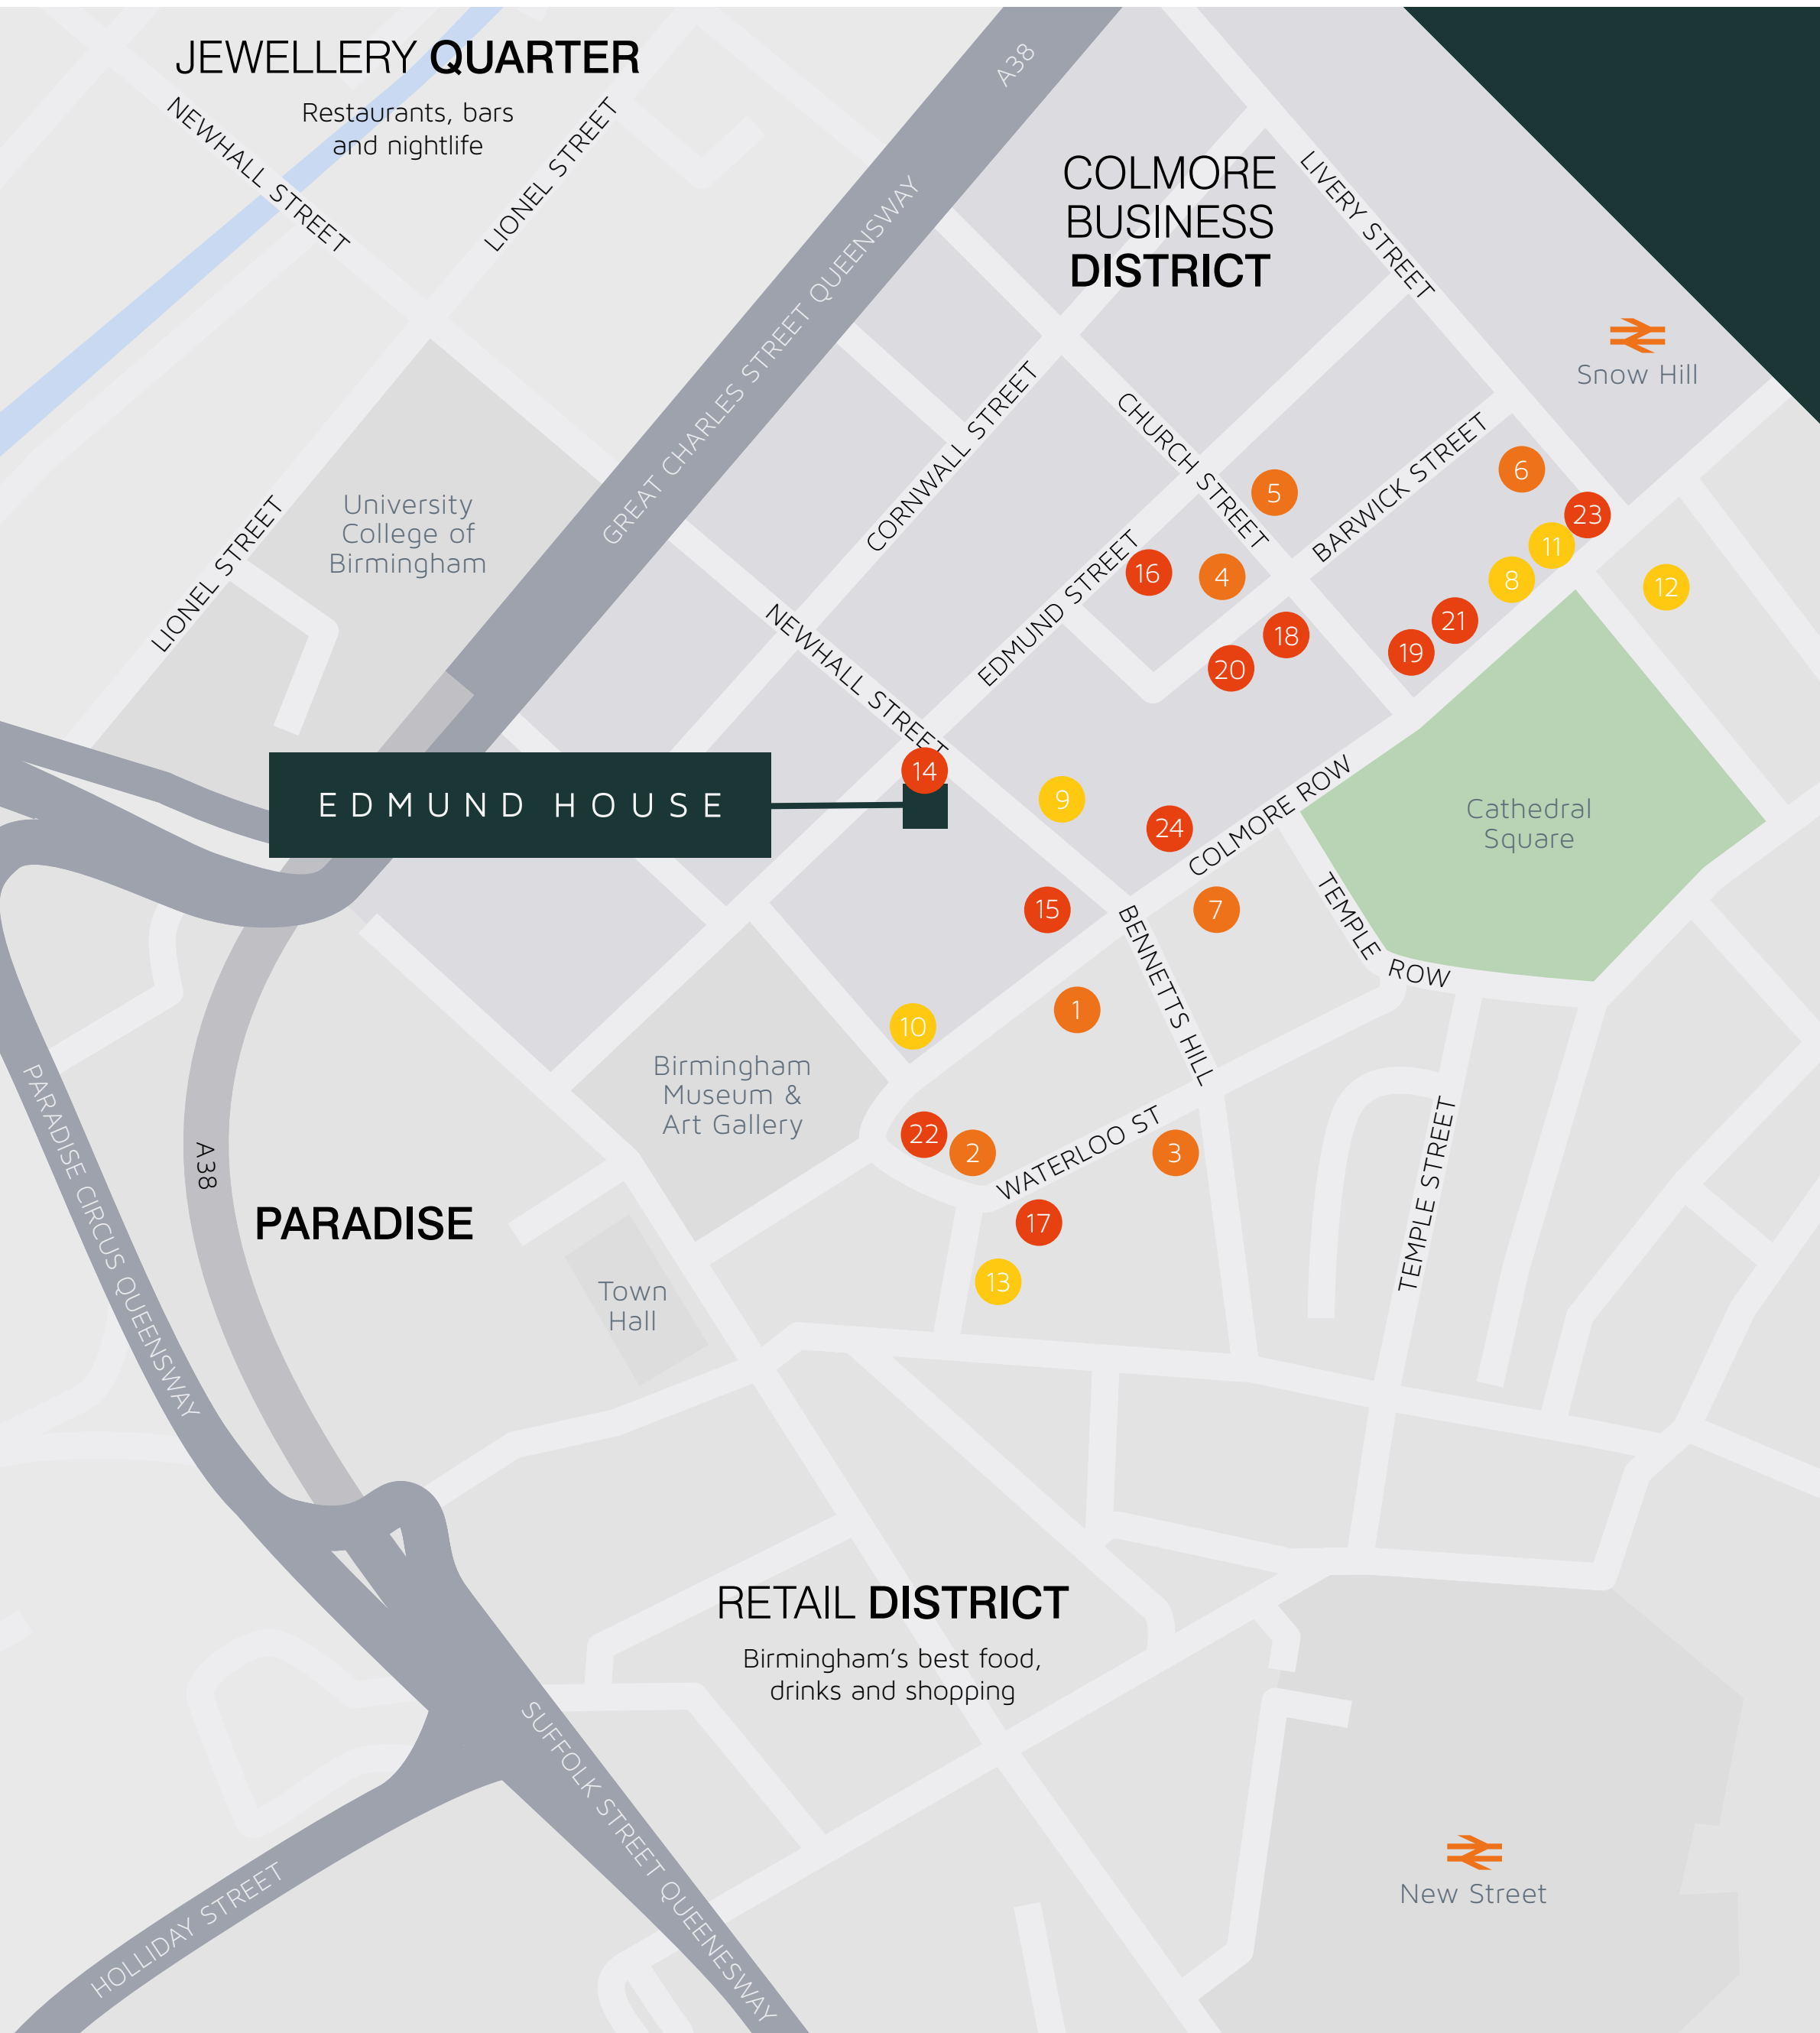 JEWELLERY QUARTER
Restaurants, bars
and nightlife
A38
NEWHALL STREET
LIONEL STREET
GREAT CHARLES STREET QUEENSWAY
COLMORE
BUSINESS
DISTRICT
LIVERY STREET
Snow Hill
CORNWALL STREET
CHURCH STREET
BARWICK STREET
EDMUND STREET
University
College of
Birmingham
LIONEL STREET
NEWHALL STREET
5
6
23
11
16
4
8
12
18
21
19
20
14
EDMUND HOUSE
9
24
COLMORE ROW
Cathedral
Square
TEMPLE ROW
15
7
BENNETTS HILL
10
1
Birmingham
Museum &
Art Gallery
22
2
3
WATERLOO ST
17
13
PARADISE CIRCUS QUEENSWAY
A38
PARADISE
Town
Hall
TEMPLE STREET
RETAIL DISTRICT
Birmingham’s best food,
drinks and shopping
SUFFOLK STREET QUEENESWAY
HOLLIDAY STREET
New Street